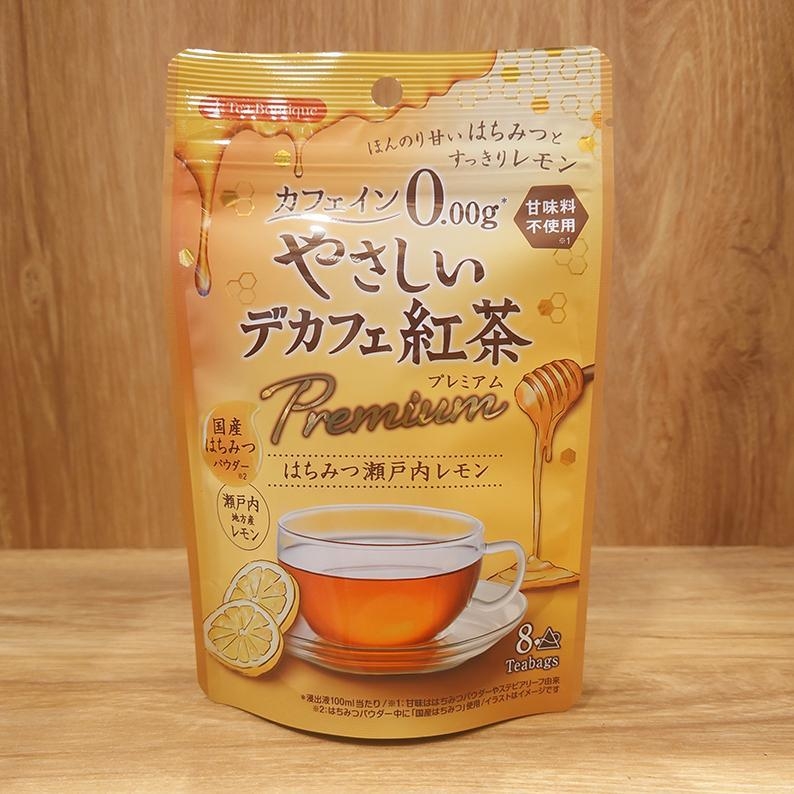 Tea Boutique
ほんのり甘いはちみつと
すっきりレモン
カフェイン0.00g*
甘味料
不使用
※1
やさしい
デカフェ紅茶
プレミアム
Premium
国産
はちみつ
パウダー
※2
はちみつ瀬戸内レモン
瀬戸内
地方産
レモン
8
Teabags
*浸出液100ml当たり/※1:甘味ははちみつパウダーやステビアリーフ由来
※2:はちみつパウダー中に「国産はちみつ」使用/イラストはイメージです